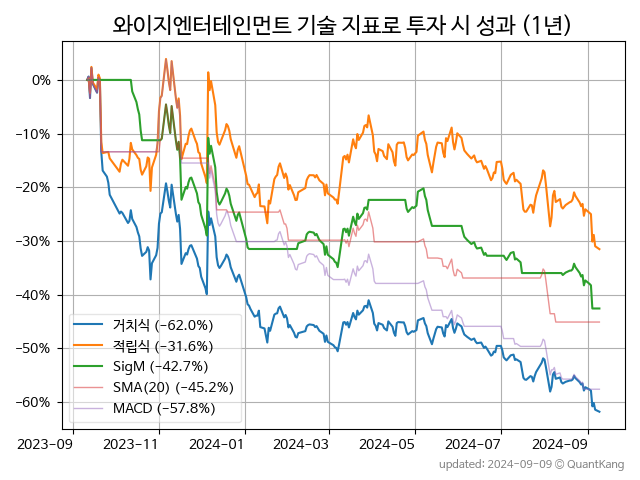 와이지엔터테인먼트 기술 지표로 투자 시 성과 (1년)
0%
−10%
−20%
−30%
−40%
−50%
−60%
거치식 (−62.0%)
적립식 (−31.6%)
SigM (−42.7%)
SMA(20) (−45.2%)
MACD (−57.8%)
2023-09 2023-11 2024-01 2024-03 2024-05 2024-07 2024-09
updated: 2024-09-09 © QuantKang